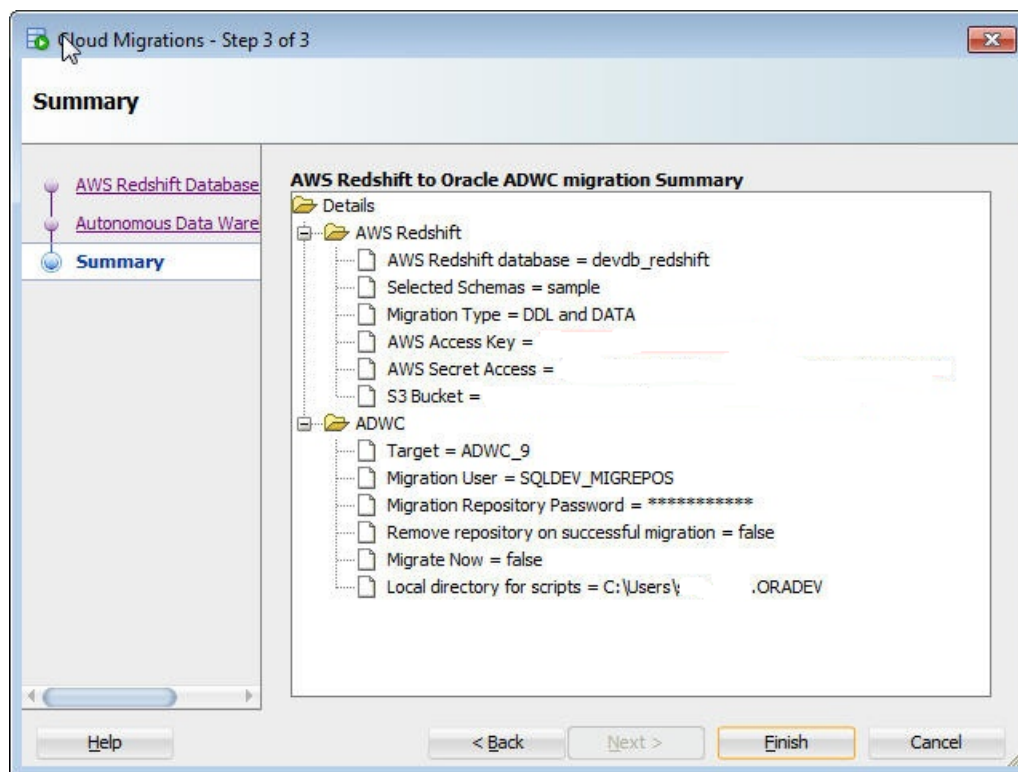 Cloud Migrations - Step 3 of 3
Summary
AWS Redshift Database
Autonomous Data Ware
Summary
AWS Redshift to Oracle ADWC migration Summary
Details
AWS Redshift
AWS Redshift database = devdb_redshift
Selected Schemas = sample
Migration Type = DDL and DATA
AWS Access Key =
AWS Secret Access =
S3 Bucket =
ADWC
Target = ADWC_9
Migration User = SQLDEV_MIGREPOS
Migration Repository Password = ***********
Remove repository on successful migration = false
Migrate Now = false
Local directory for scripts = C:\Users\ .ORADEV
Help
< Back
Next >
Finish
Cancel